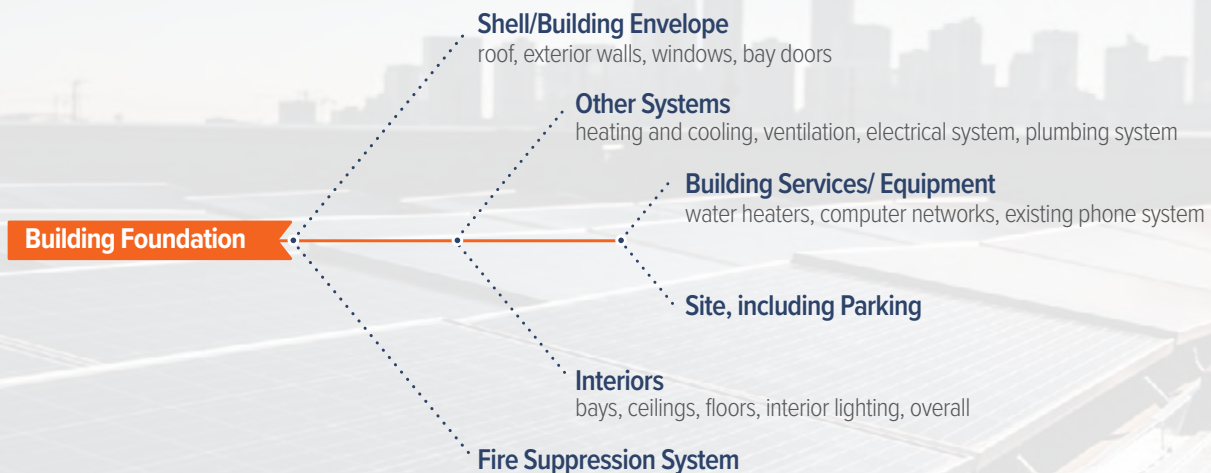 Shell/Building Envelope
roof, exterior walls, windows, bay doors
Other Systems
heating and cooling, ventilation, electrical system, plumbing system
Building Services/ Equipment
water heaters, computer networks, existing phone system
Building Foundation
Site, including Parking
Interiors
bays, ceilings, floors, interior lighting, overall
Fire Suppression System